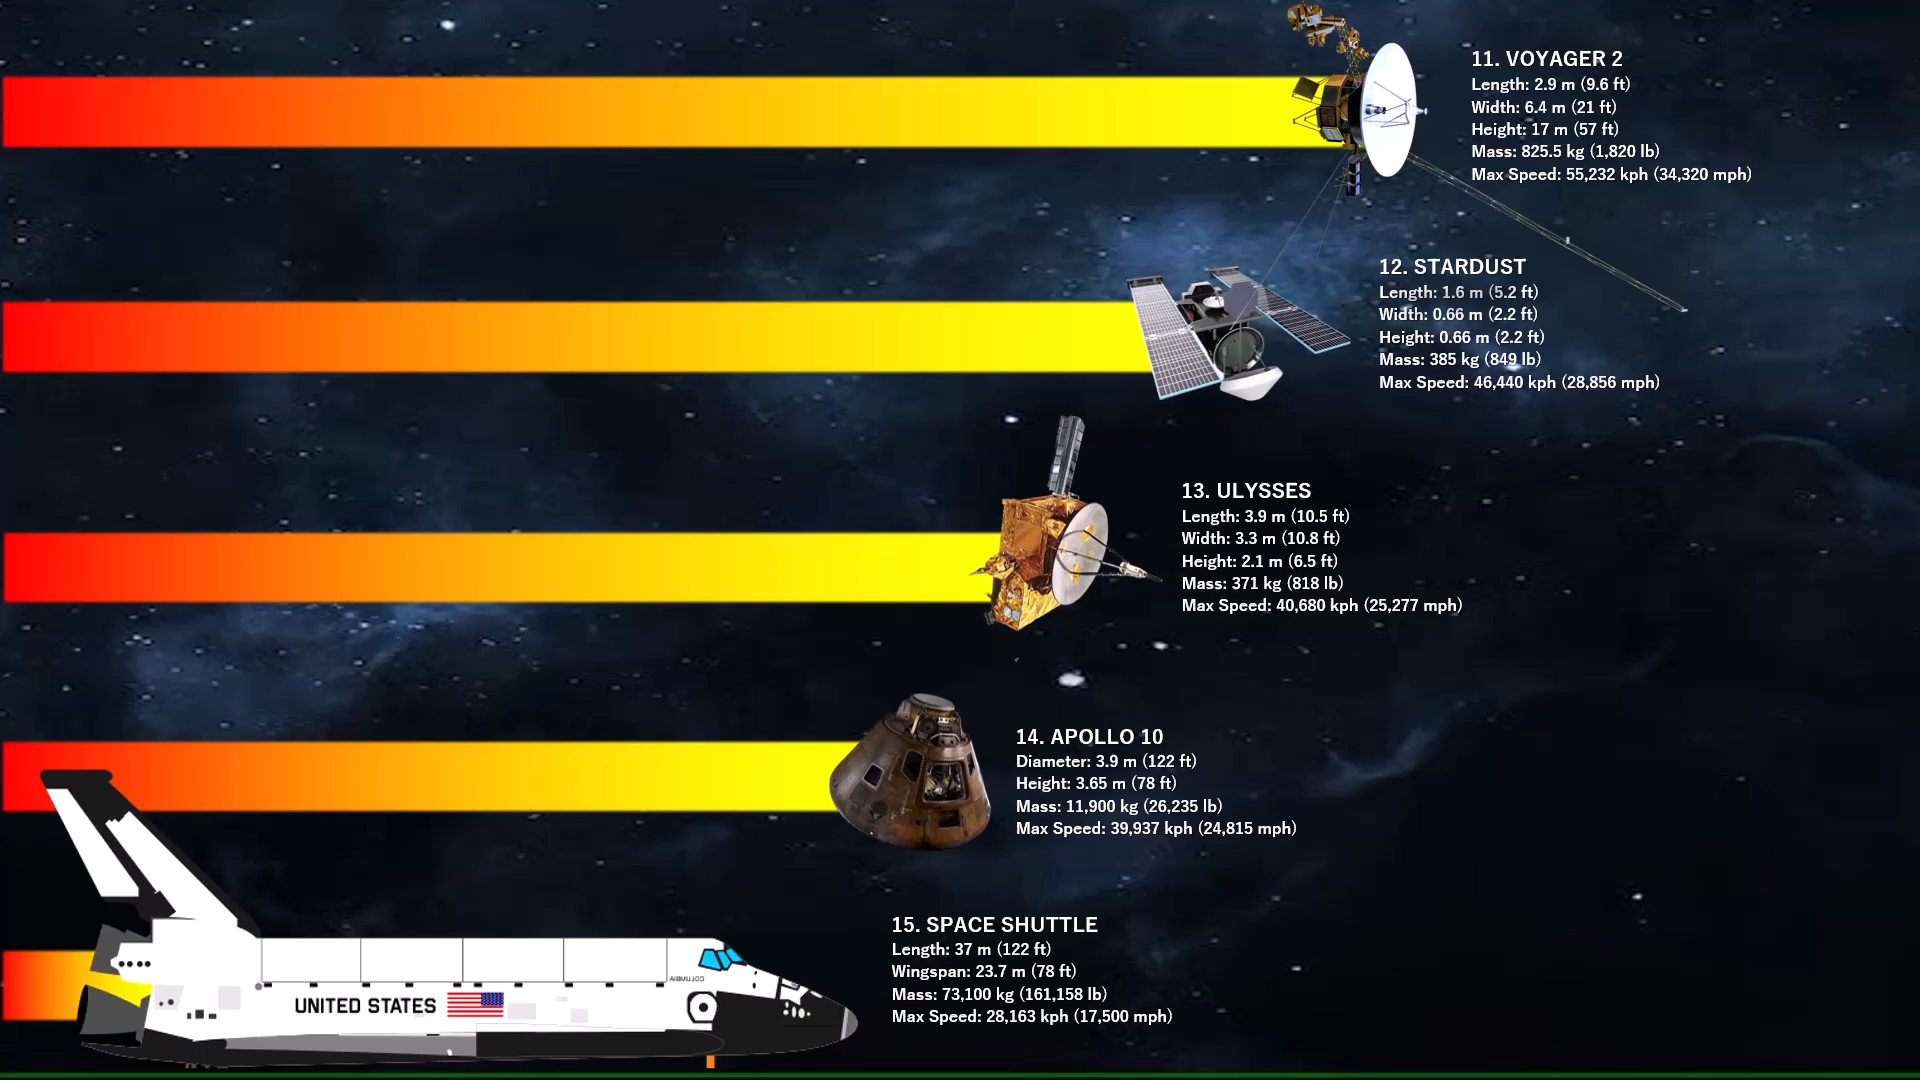 11. VOYAGER 2
Length: 2.9 m (9.6 ft)
Width: 6.4 m (21 ft)
Height: 17 m (57 ft)
Mass: 825.5 kg (1,820 lb)
Max Speed: 55,232 kph (34,320 mph)
12. STARDUST
Length: 1.6 m (5.2 ft)
Width: 0.66 m (2.2 ft)
Height: 0.66 m (2.2 ft)
Mass: 385 kg (849 lb)
Max Speed: 46,440 kph (28,856 mph)
13. ULYSSES
Length: 3.9 m (10.5 ft)
Width: 3.3 m (10.8 ft)
Height: 2.1 m (6.5 ft)
Mass: 371 kg (818 lb)
Max Speed: 40,680 kph (25,277 mph)
14. APOLLO 10
Diameter: 3.9 m (122 ft)
Height: 3.65 m (78 ft)
Mass: 11,900 kg (26,235 lb)
Max Speed: 39,937 kph (24,815 mph)
15. SPACE SHUTTLE
Length: 37 m (122 ft)
Wingspan: 23.7 m (78 ft)
Mass: 73,100 kg (161,158 lb)
Max Speed: 28,163 kph (17,500 mph)
COLUMBIA
UNITED STATES